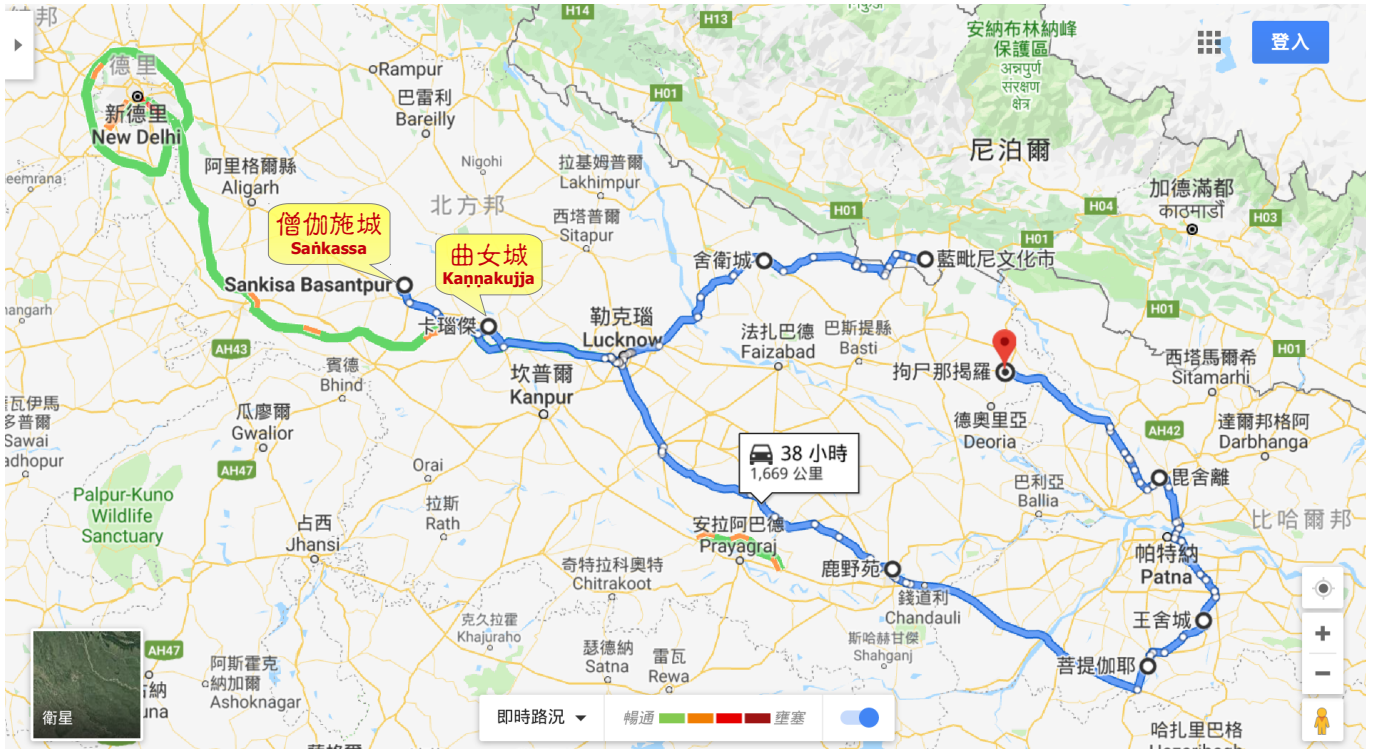 H14
H13
安納布林納峰
保護區
अन्नपूर्ण
संरक्षण
क्षेत्र
登入
德里
Rampur
新德里
New Delhi
巴雷利
Bareilly
H01
Nigohi
拉基姆普爾
Lakhimpur
尼泊爾
阿里格爾縣
Aligarh
北方邦
加德滿都
काठमाडौं
H04
H03
H01
西塔普爾
Sitapur
僧伽施城
Saṅkassa
曲女城
Kaṇṇakujja
H01
舍衛城
藍毗尼文化市
Sankisa Basantpur
卡瑙傑
勒克瑙
Lucknow
H01
法扎巴德
Faizabad
巴斯提縣
Basti
AH43
賓德
Bhind
坎普爾
Kanpur
拘尸那揭羅
西塔馬爾希
Sitamarhi
H01
瓦伊馬
多普爾
Sawai
瓜廖爾
Gwalior
德奧里亞
Deoria
AH42
達爾邦格阿
Darbhanga
38 小時
1,669 公里
AH47
Orai
Palpur-Kuno
Wildlife
Sanctuary
占西
Jhansi
拉斯
Rath
巴利亞
Ballia
毘舍離
比哈爾邦
安拉阿巴德
Prayagraj
奇特拉科奧特
Chitrakoot
鹿野苑
帕特納
Patna
錢道利
Chandauli
王舍城
克久拉霍
Khajuraho
斯哈赫甘傑
Shahganj
瑟德納
Satna
雷瓦
Rewa
菩提伽耶
AH47
阿斯霍克
納加爾
Ashoknagar
衛星
即時路況
暢通
壅塞
哈扎里巴格